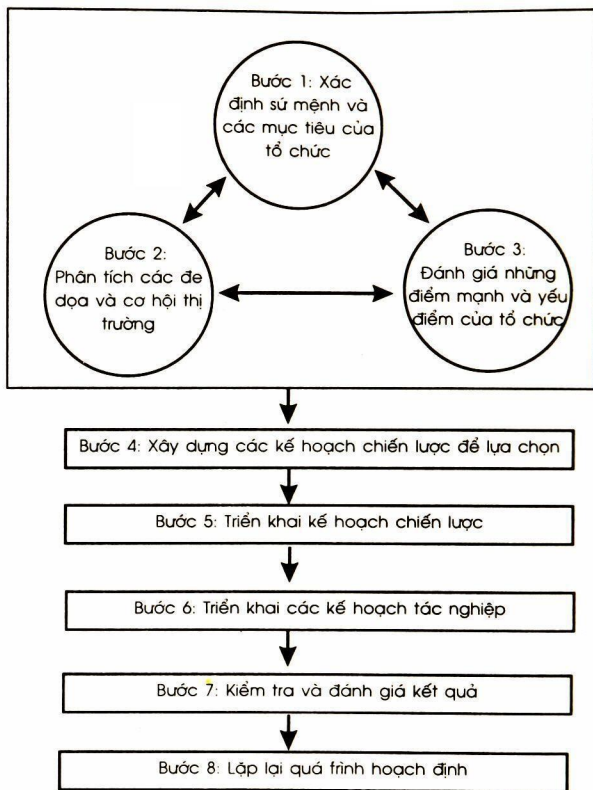 Bước 1: Xác
định sứ mệnh và
các mục tiêu của
tổ chức
Bước 2:
Phân tích các đe
dọa và cơ hội thị
trường
Bước 3:
Đánh giá những
điểm mạnh và yếu
điểm của tổ chức
Bước 4: Xây dựng các kế hoạch chiến lược để lựa chọn
Bước 5: Triển khai kế hoạch chiến lược
Bước 6: Triển khai các kế hoạch tác nghiệp
Bước 7: Kiểm tra và đánh giá kết quả
Bước 8: Lặp lại quá frình hoạch định